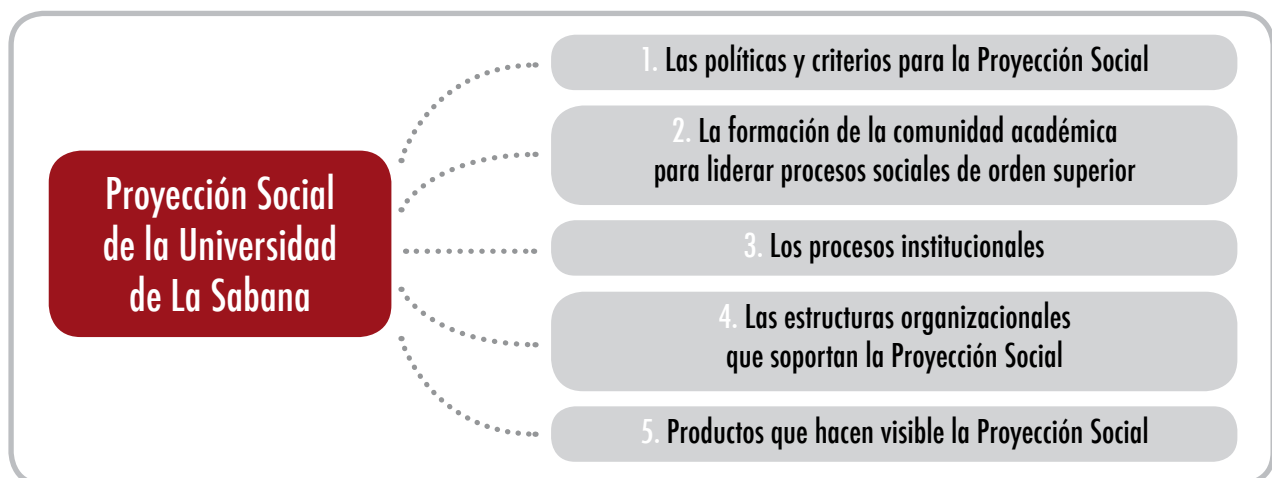 Proyección Social
de la Universidad
de La Sabana
1. Las políticas y criterios para la Proyección Social
2. La formación de la comunidad académica
para liderar procesos sociales de orden superior
3. Los procesos institucionales
4. Las estructuras organizacionales
que soportan la Proyección Social
5. Productos que hacen visible la Proyección Social